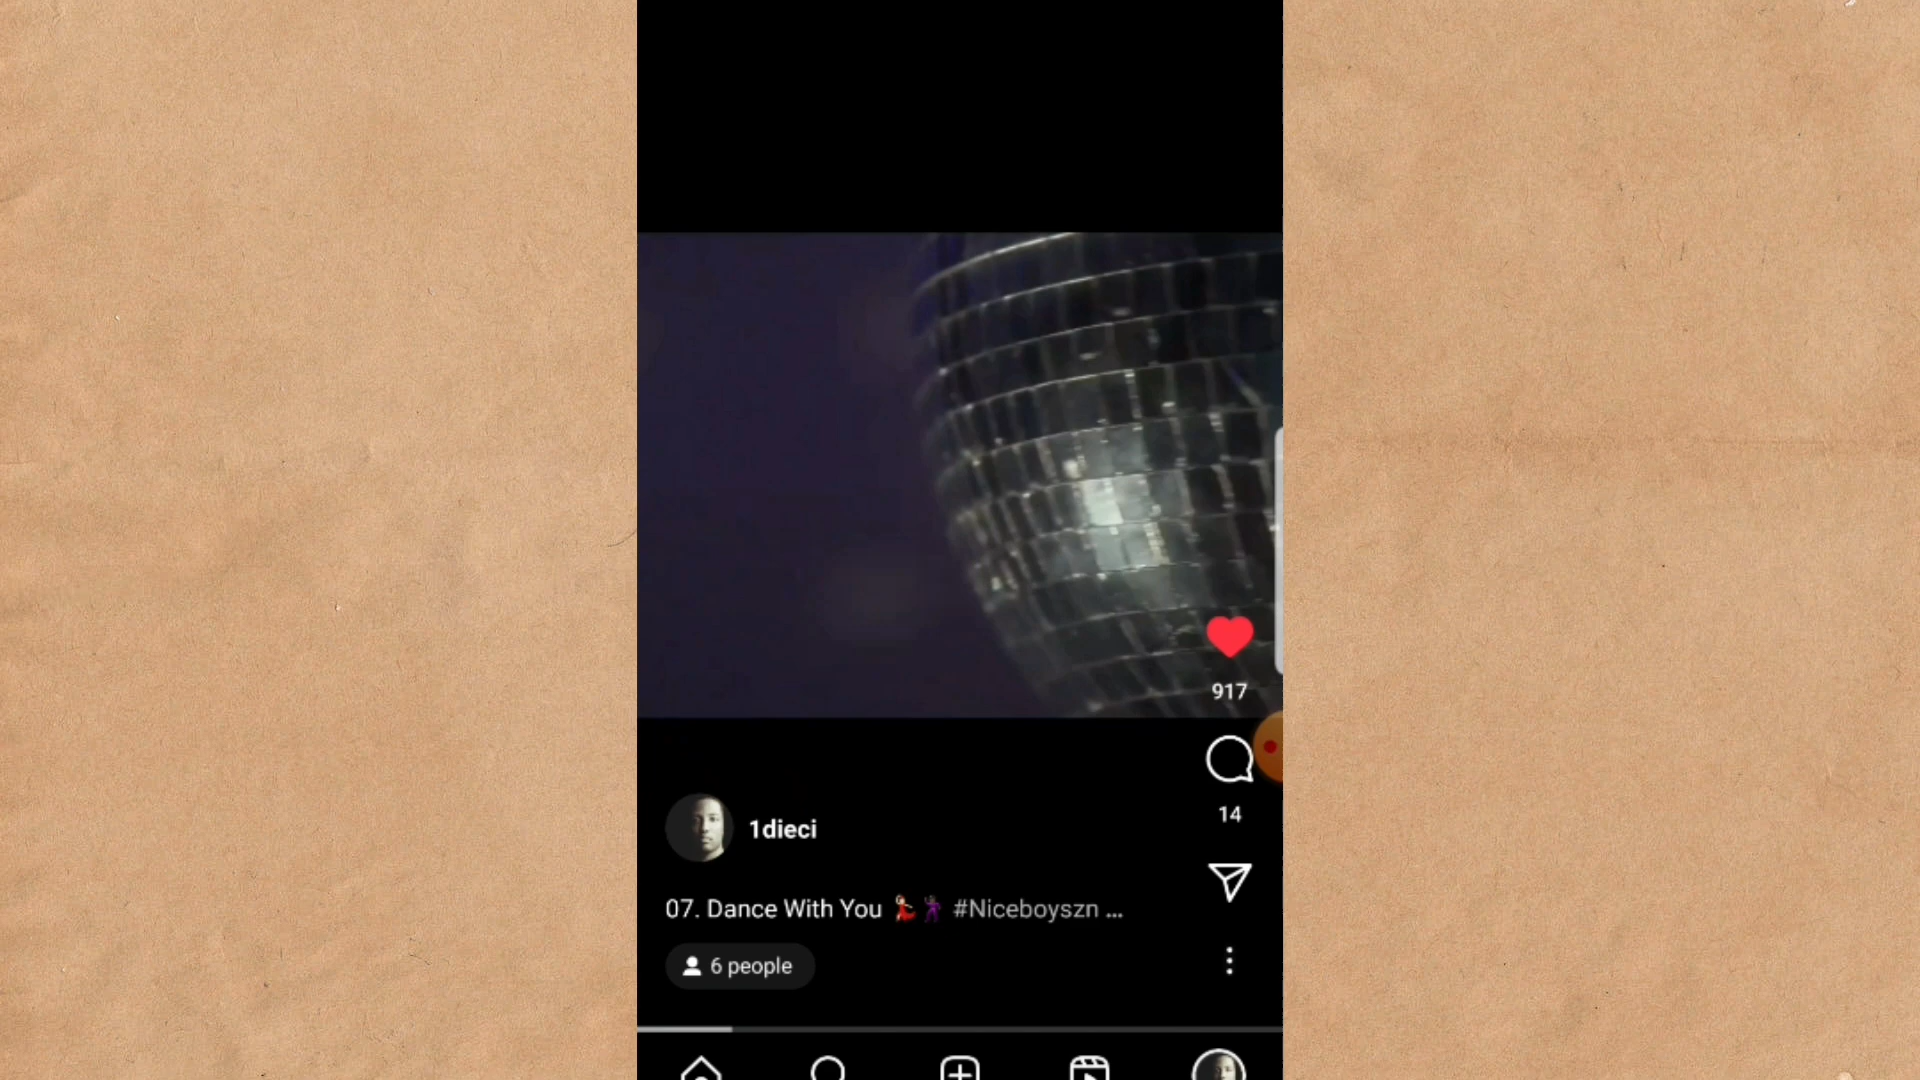 917
14
1dieci
07. Dance With You 💃🕺 #Niceboyszn ...
6 people